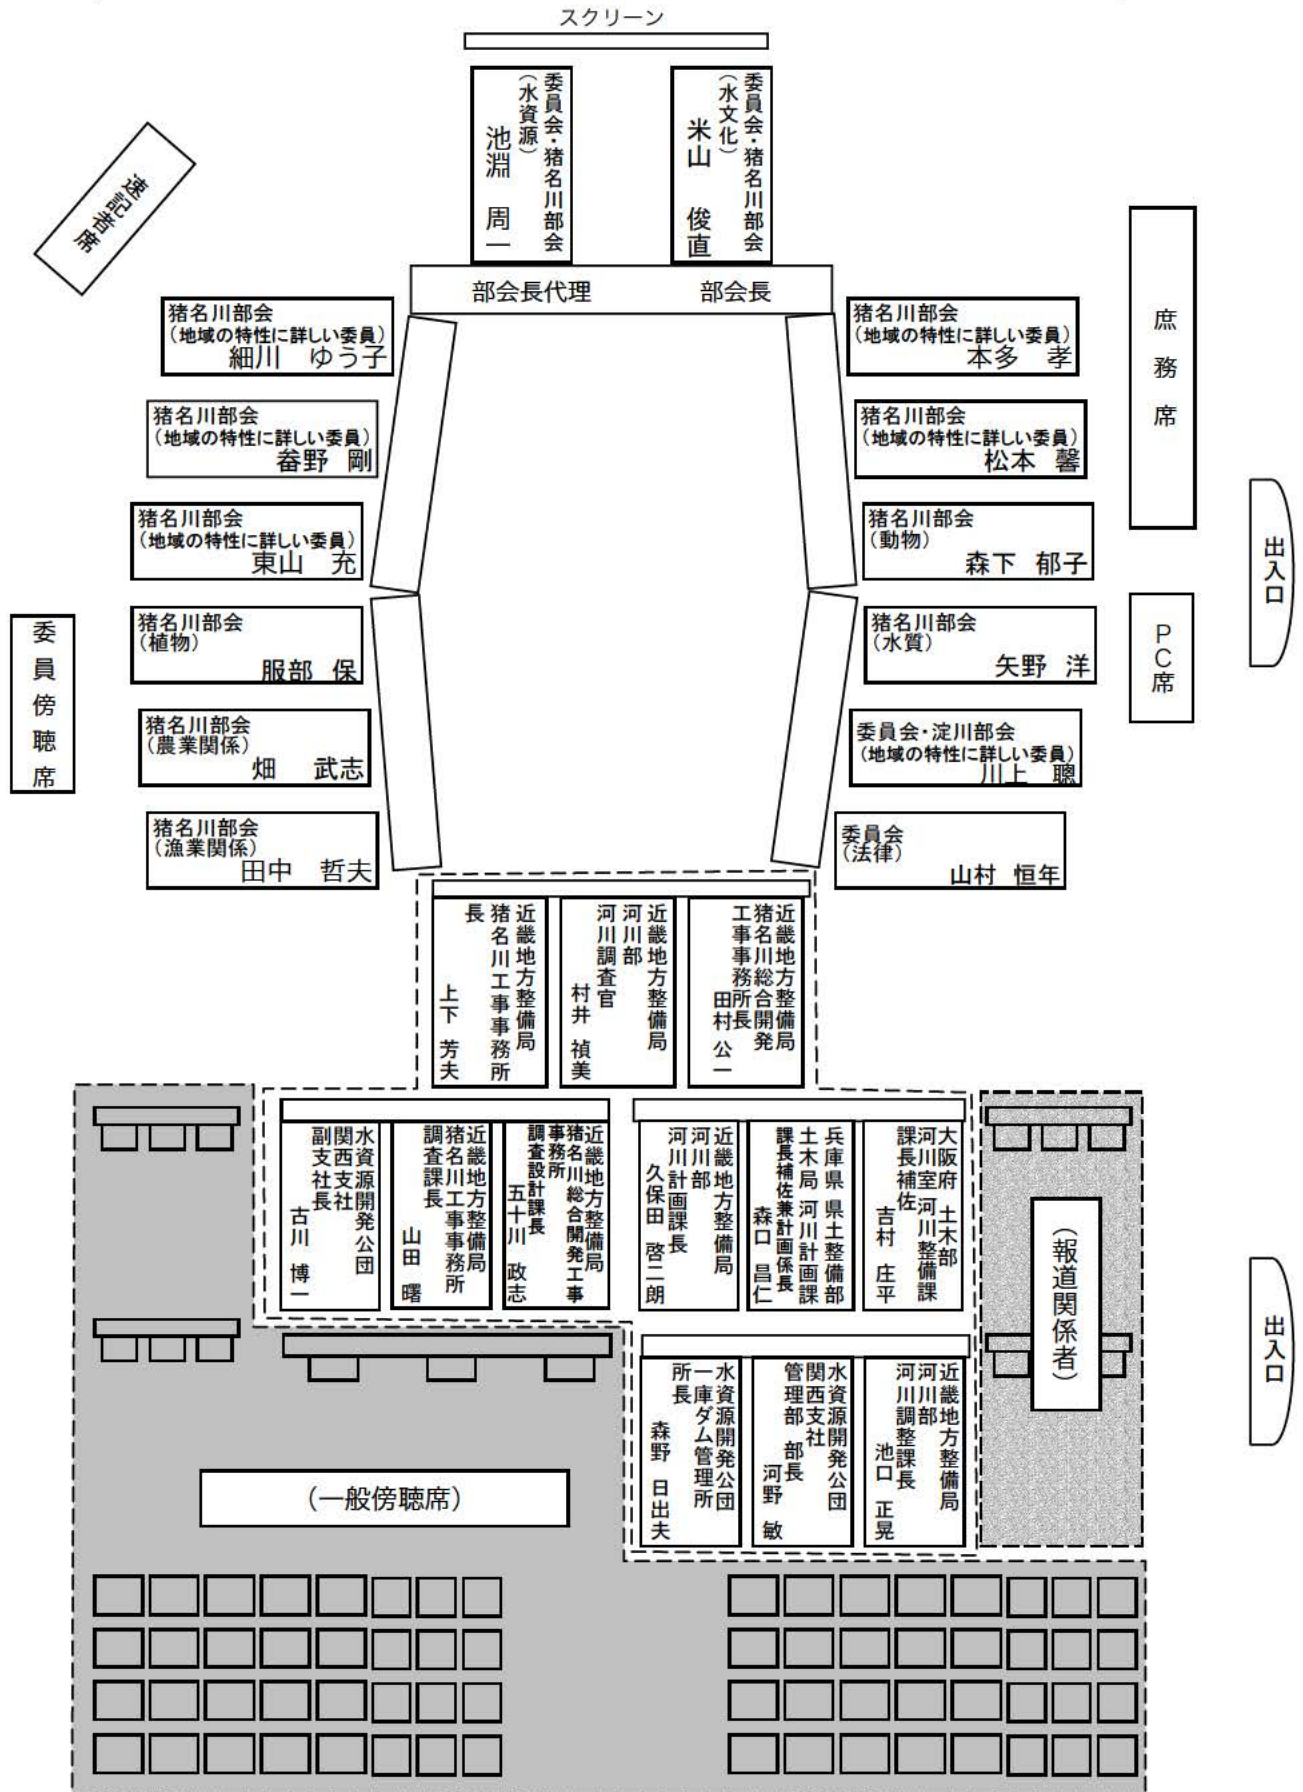 スクリーン
委員会・猪名川部会
（水資源）
池淵 周一
委員会・猪名川部会
（水文化）
米山 俊直
速記者席
部会長代理
部会長
庶務席
猪名川部会
（地域の特性に詳しい委員）
細川 ゆう子
猪名川部会
（地域の特性に詳しい委員）
本多 孝
猪名川部会
（地域の特性に詳しい委員）
畚野 剛
猪名川部会
（地域の特性に詳しい委員）
松本 馨
猪名川部会
（地域の特性に詳しい委員）
東山 充
猪名川部会
（動物）
森下 郁子
出入口
委員傍聴席
猪名川部会
（植物）
服部 保
猪名川部会
（水質）
矢野 洋
ＰＣ席
猪名川部会
（農業関係）
畑 武志
委員会・淀川部会
（地域の特性に詳しい委員）
川上 聰
猪名川部会
（漁業関係）
田中 哲夫
委員会
（法律）
山村 恒年
近畿地方整備局
猪名川工事事務所
長
上下 芳夫
近畿地方整備局
河川部
河川調査官
村井 禎美
近畿地方整備局
猪名川総合開発
工事事務所長
田村 公一
水資源開発公団
関西支社
副支社長
古川 博一
近畿地方整備局
猪名川工事事務所
調査課長
山田 曙
近畿地方整備局
猪名川総合開発工事
事務所
調査設計課長
五十川 政志
近畿地方整備局
河川部
河川計画課長
久保田 啓二朗
兵庫県 県土整備部
土木局 河川計画課
課長補佐兼計画係長
森口 昌仁
大阪府 土木部
河川室 河川整備課
課長補佐
吉村 庄平
（報道関係者）
出入口
水資源開発公団
一庫ダム管理所
所長
森野 日出夫
水資源開発公団
関西支社
管理部 部長
河野 敏
近畿地方整備局
河川部
河川調整課長
池口 正晃
（一般傍聴席）